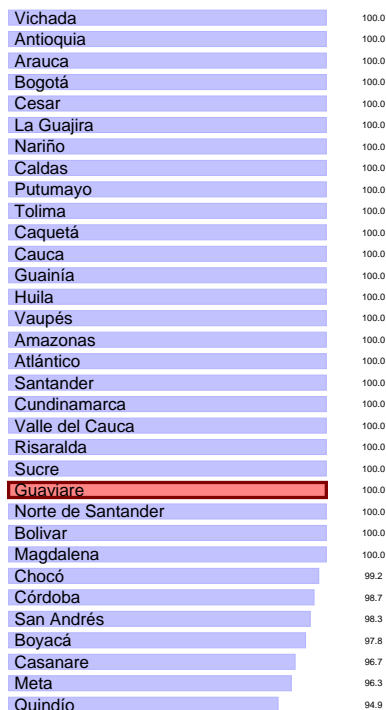 Vichada 100.0
Antioquia 100.0
Arauca 100.0
Bogotá 100.0
Cesar 100.0
La Guajira 100.0
Nariño 100.0
Caldas 100.0
Putumayo 100.0
Tolima 100.0
Caquetá 100.0
Cauca 100.0
Guainía 100.0
Huila 100.0
Vaupés 100.0
Amazonas 100.0
Atlántico 100.0
Santander 100.0
Cundinamarca 100.0
Valle del Cauca 100.0
Risaralda 100.0
Sucre 100.0
Guaviare 100.0
Norte de Santander 100.0
Bolivar 100.0
Magdalena 100.0
Chocó 99.2
Córdoba 98.7
San Andrés 98.3
Boyacá 97.8
Casanare 96.7
Meta 96.3
Quindío 94.9